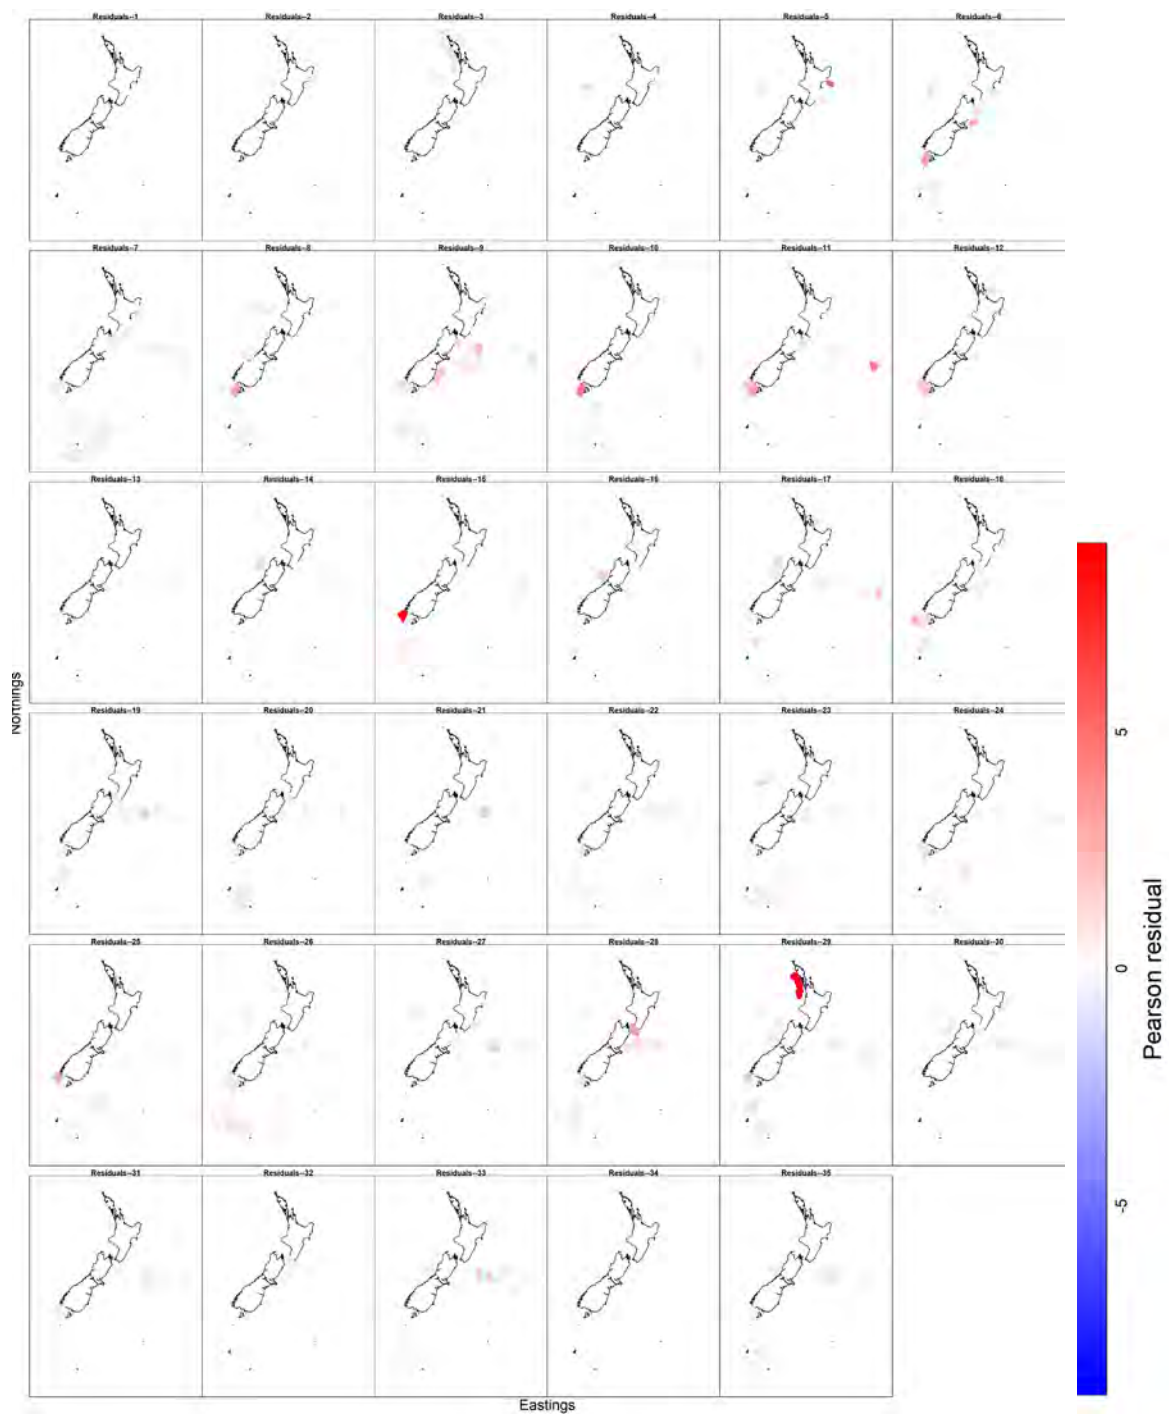 Residuals--1 Residuals--2 Residuals--3 Residuals--4 Residuals--5 Residuals--6
Residuals--7 Residuals--8 Residuals--9 Residuals--10 Residuals--11 Residuals--12
Residuals--13 Residuals--14 Residuals--15 Residuals--16 Residuals--17 Residuals--18
Residuals--19 Residuals--20 Residuals--21 Residuals--22 Residuals--23 Residuals--24
Residuals--25 Residuals--26 Residuals--27 Residuals--28 Residuals--29 Residuals--30
Residuals--31 Residuals--32 Residuals--33 Residuals--34 Residuals--35
Northings
Eastings
5
0
-5
Pearson residual